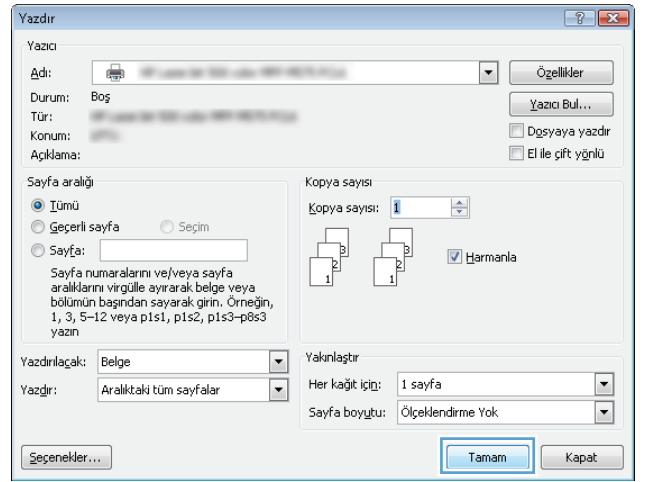 Yazdır
Yazıcı
Adı:
Özellikler
Durum: Boş
Yazıcı Bul...
Tür:
Konum:
Dosyaya yazdır
Açıklama:
El ile çift yönlü
Sayfa aralığı
Tümü
Geçerli sayfa Seçim
Sayfa:
Sayfa numaralarını ve/veya sayfa
aralıklarını virgülle ayırarak belge veya
bölümün başından sayarak girin. Örneğin,
1, 3, 5–12 veya p1s1, p1s2, p1s3–p8s3
yazın
Kopya sayısı
Kopya sayısı: 1
3 3
2 2
1 1
Harmanla
Yazdırılacak: Belge
Yazdır: Aralıktaki tüm sayfalar
Yakınlaştır
Her kağıt için: 1 sayfa
Sayfa boyutu: Ölçeklendirme Yok
Seçenekler...
Tamam
Kapat